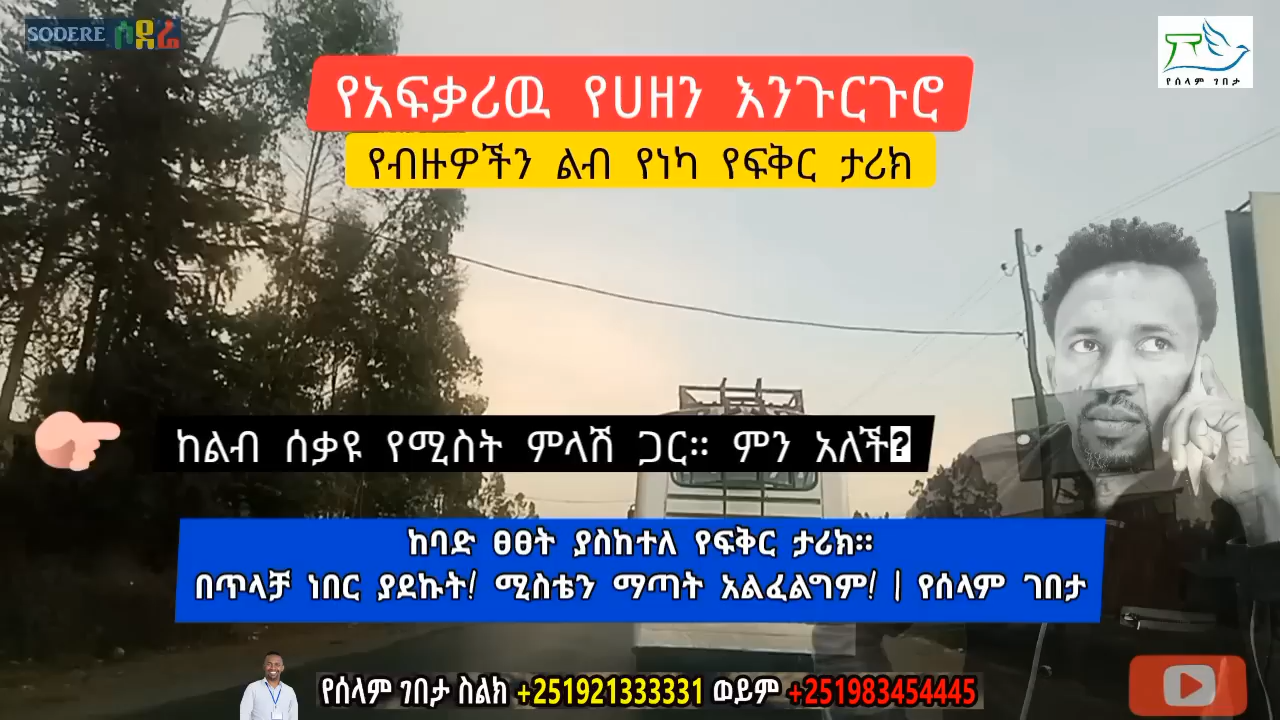 SODERE ሶደሬ
የሰላም ገበታ
የአፍቃሪዉ የሀዘን እንጉርጉሮ
የብዙዎችን ልብ የነካ የፍቅር ታሪክ
ከልብ ሰቃዩ የሚስት ምላሽ ጋር። ምን አለች
ከባድ ፀፀት ያስከተለ የፍቅር ታሪክ።
በጥላቻ ነበር ያደኩት! ሚስቴን ማጣት አልፈልግም! | የሰላም ገበታ
የሰላም ገበታ ስልክ +251921333331 ወይም +251983454445